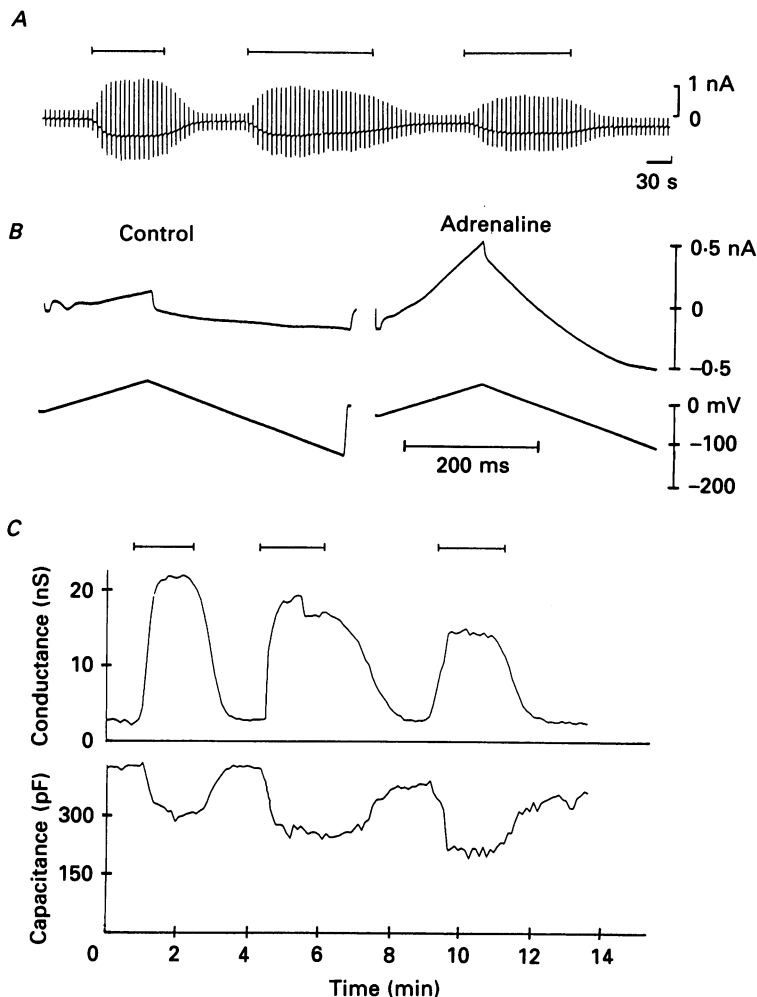 A
1 nA
0
30 s
B
Control
Adrenaline
0·5 nA
0
−0·5
0 mV
−100
−200
200 ms
C
Conductance (nS)
20
10
0
Capacitance (pF)
300
150
0 2 4 6 8 10 12 14
Time (min)